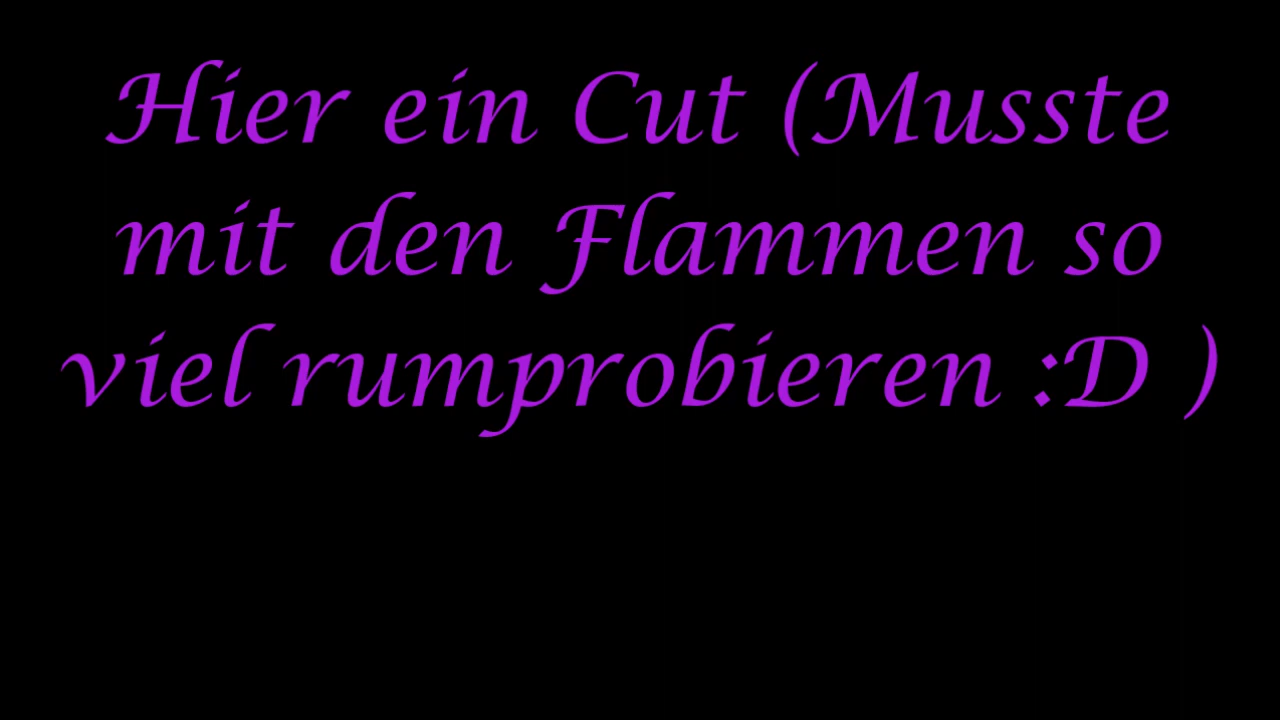 Hier ein Cut (Musste
mit den Flammen so
viel rumprobieren :D )